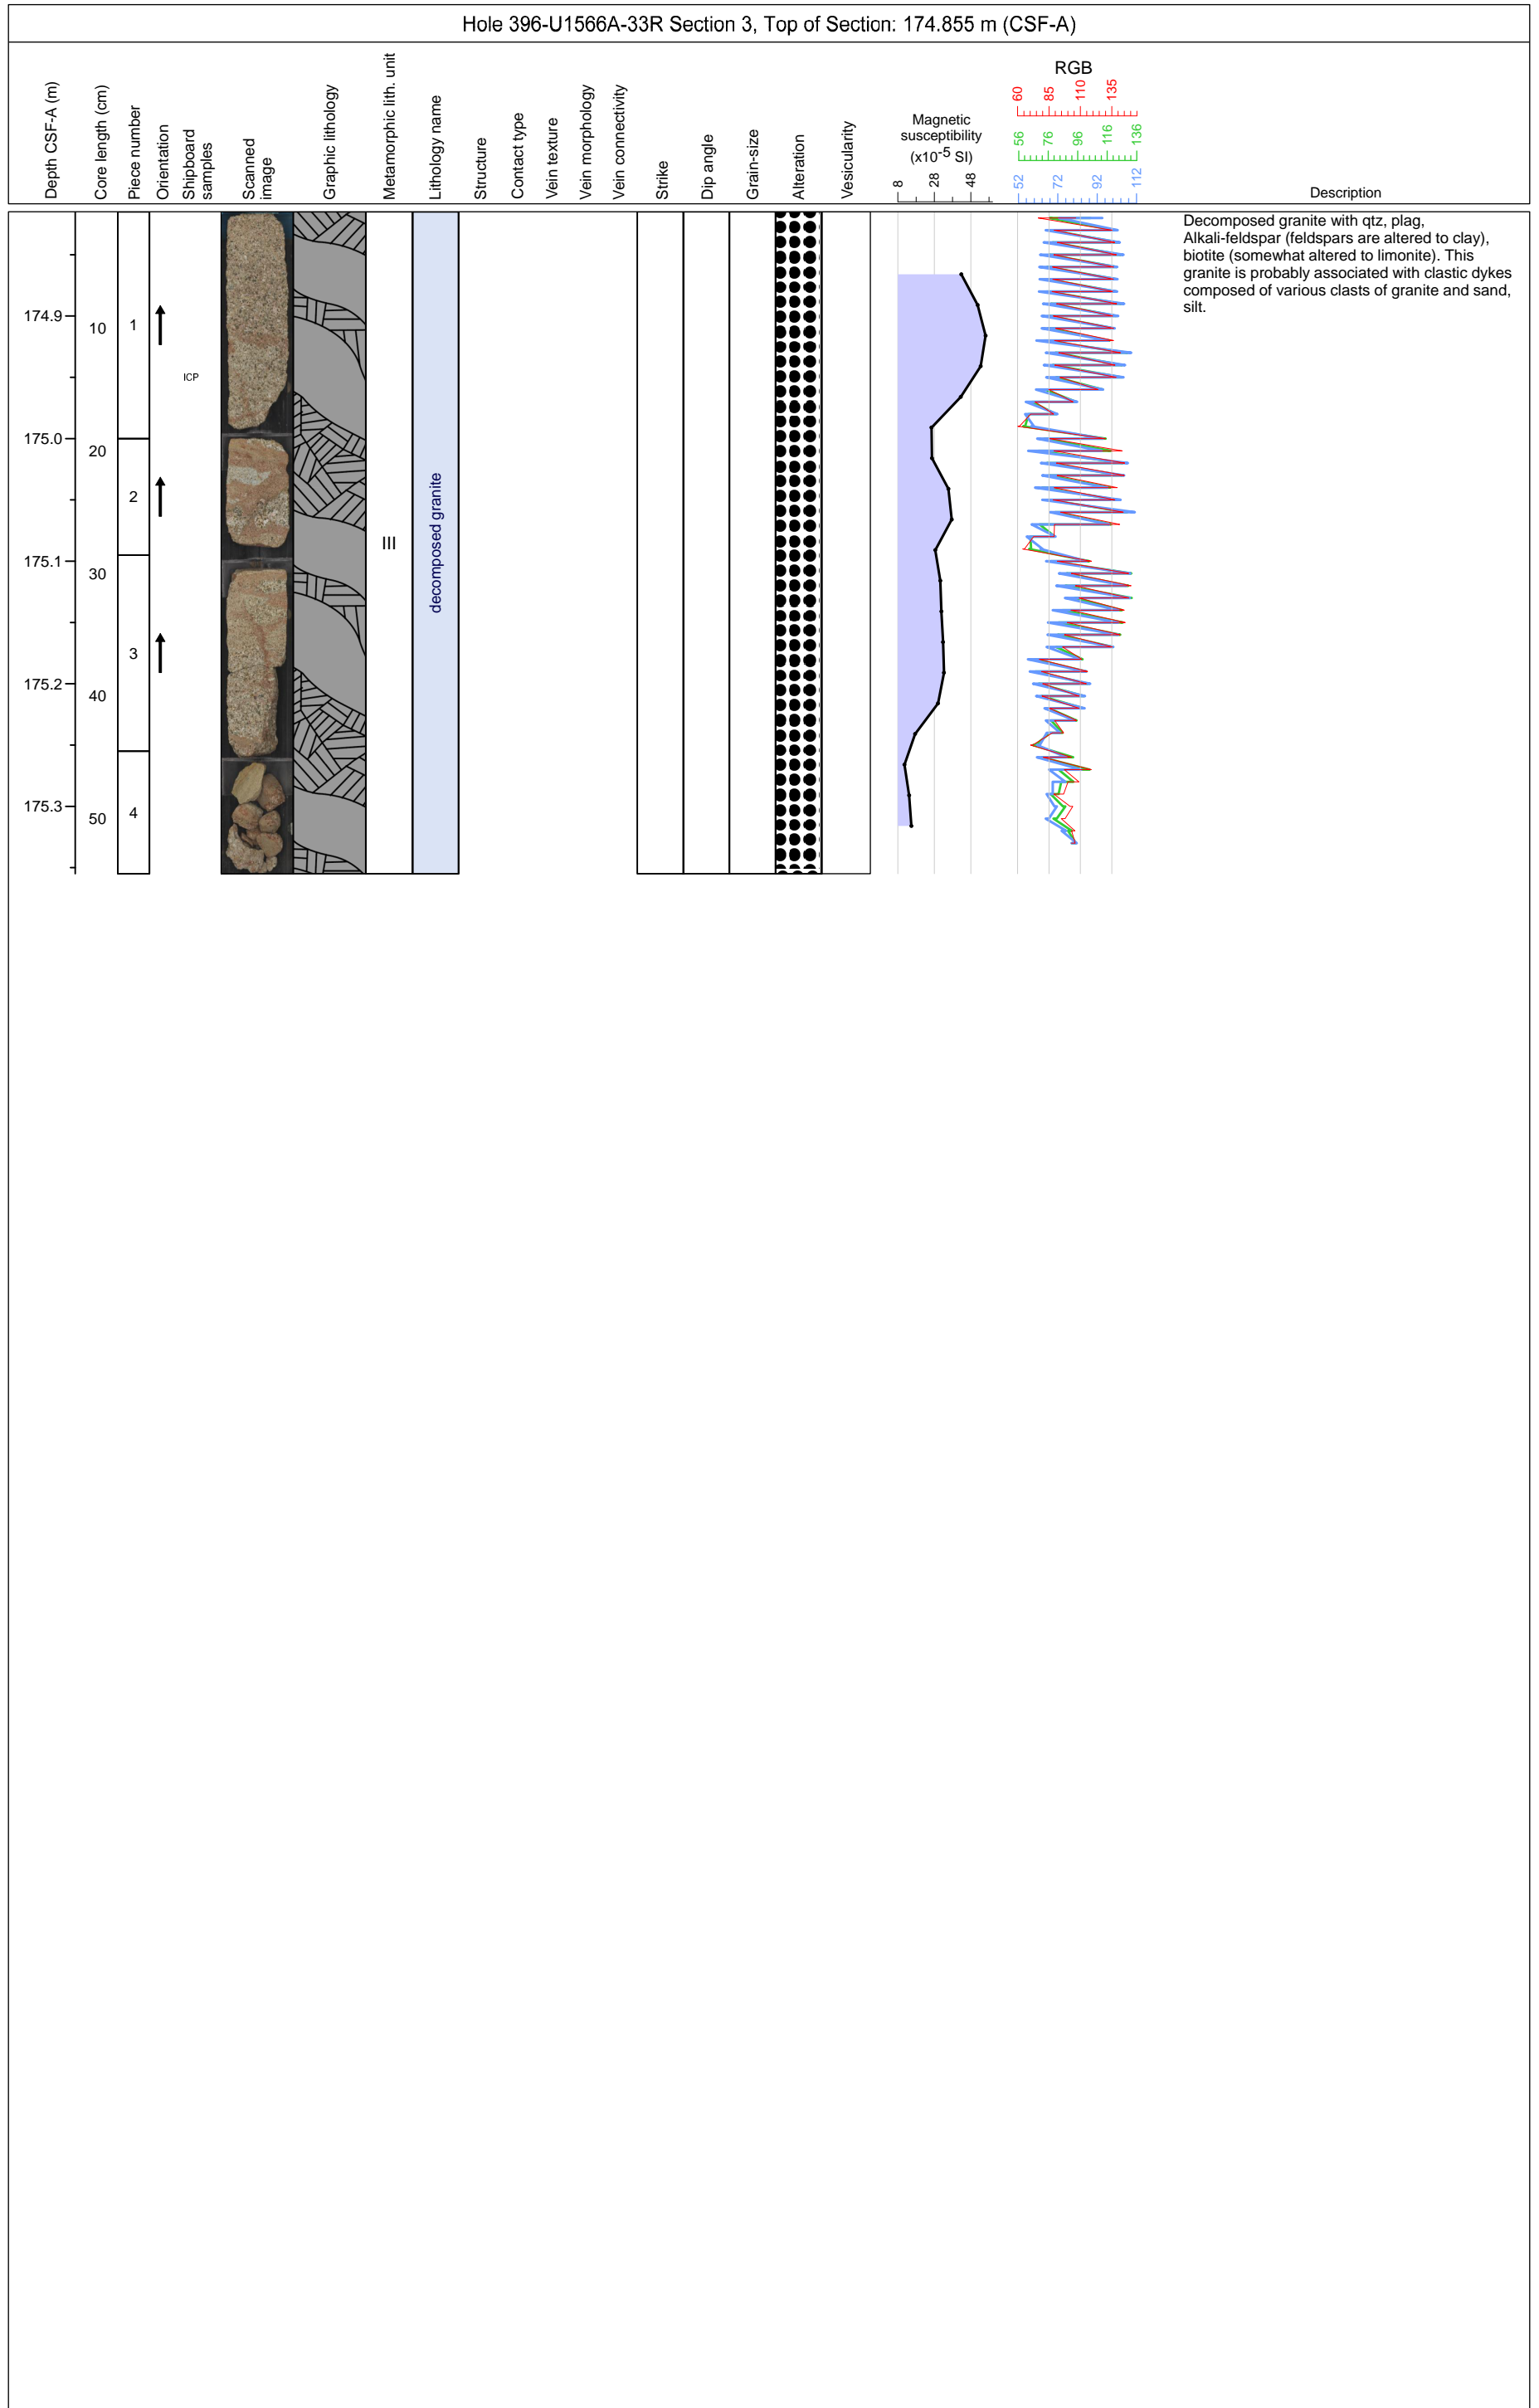 Hole 396-U1566A-33R Section 3, Top of Section: 174.855 m (CSF-A)
Depth CSF-A (m)
Core length (cm)
Piece number
Orientation
Shipboard
samples
Scanned
image
Graphic lithology
Metamorphic lith. unit
Lithology name
Structure
Contact type
Vein texture
Vein morphology
Vein connectivity
Strike
Dip angle
Grain-size
Alteration
Vesicularity
Magnetic
susceptibility
(x10-5 SI)
8 28 48
RGB
60 85 110 135
56 76 96 116 136
52 72 92 112
Description
174.9
175.0
175.1
175.2
175.3
10
20
30
40
50
1
2
3
4
ICP
III
decomposed granite
Decomposed granite with qtz, plag,
Alkali-feldspar (feldspars are altered to clay),
biotite (somewhat altered to limonite). This
granite is probably associated with clastic dykes
composed of various clasts of granite and sand,
silt.